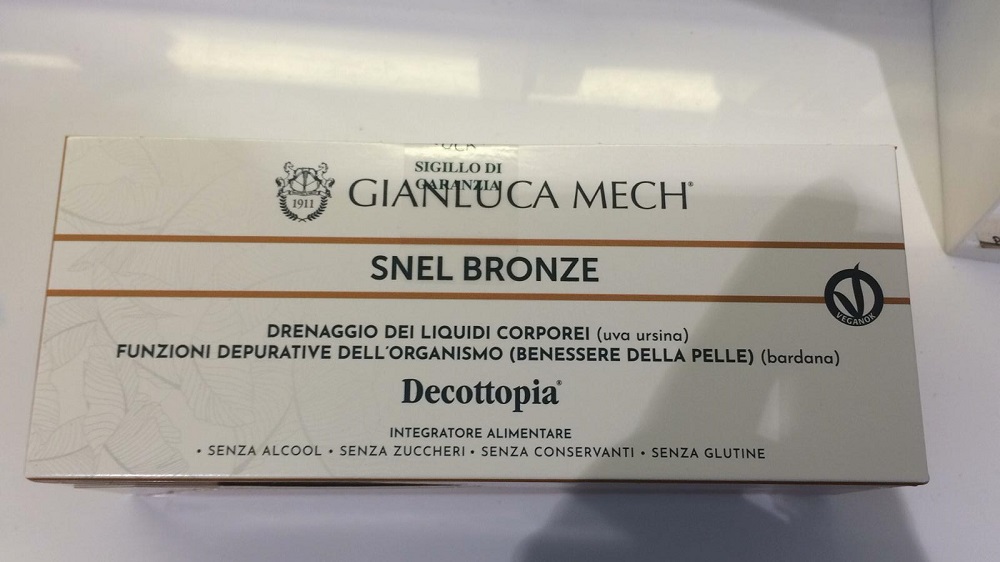 SIGILLO DI
GARANZIA
1911
GIANLUCA MECH®
SNEL BRONZE
VEGANOK
DRENAGGIO DEI LIQUIDI CORPOREI (uva ursina)
FUNZIONI DEPURATIVE DELL'ORGANISMO (BENESSERE DELLA PELLE) (bardana)
Decottopia®
INTEGRATORE ALIMENTARE
• SENZA ALCOOL • SENZA ZUCCHERI • SENZA CONSERVANTI • SENZA GLUTINE